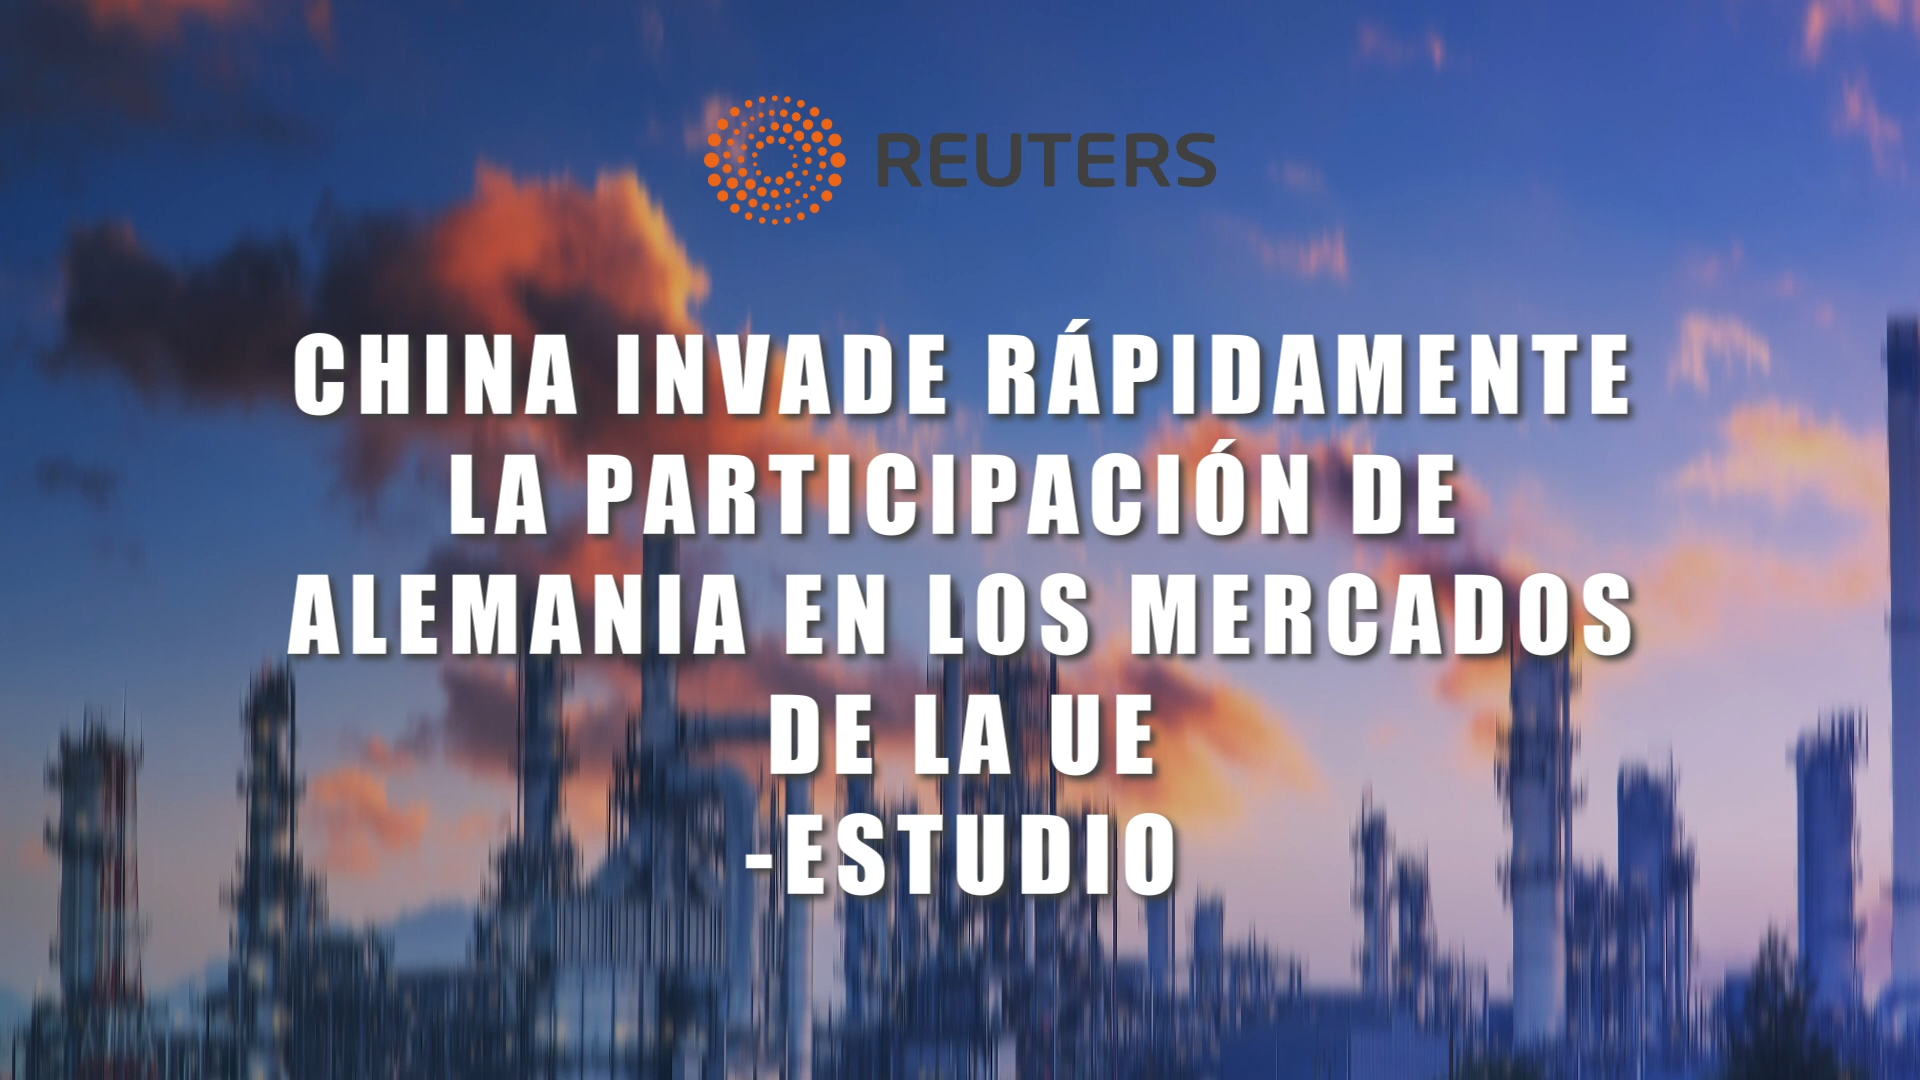 REUTERS
CHINA INVADE RÁPIDAMENTE
LA PARTICIPACIÓN DE
ALEMANIA EN LOS MERCADOS
DE LA UE
-ESTUDIO